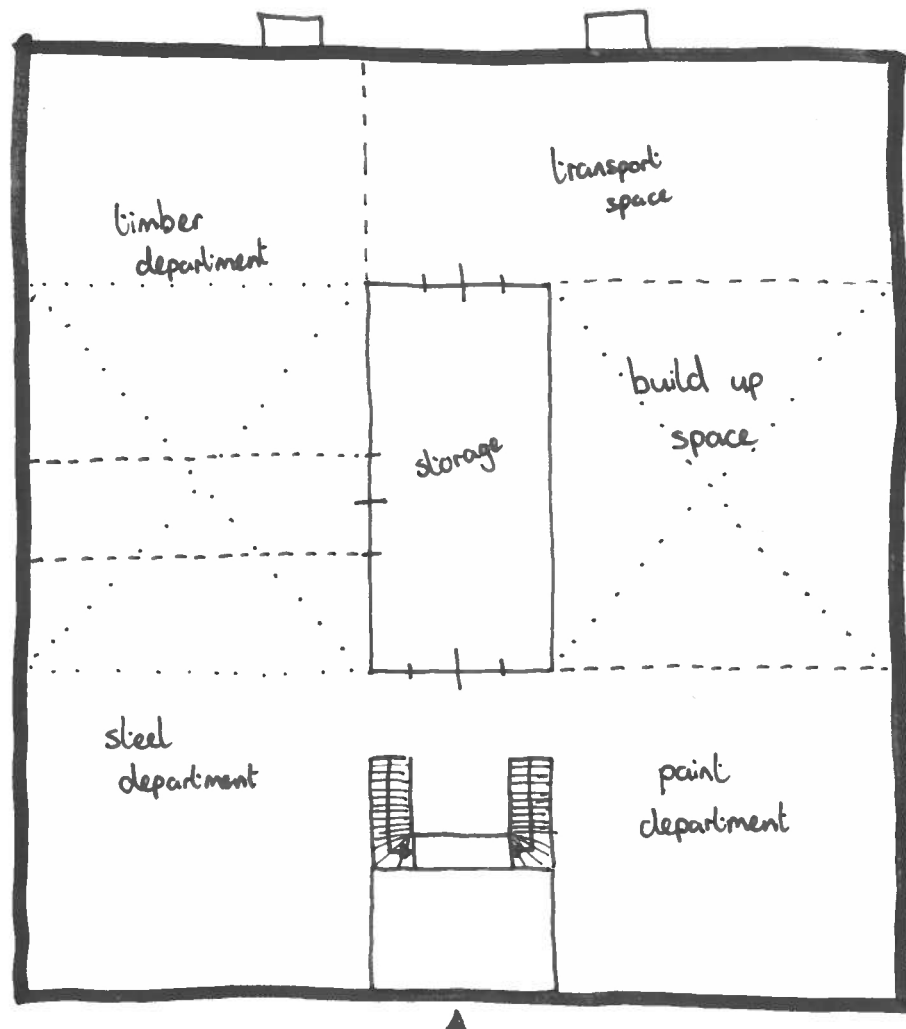 transport
space
timber
department
build up
space
storage
steel
department
paint
department